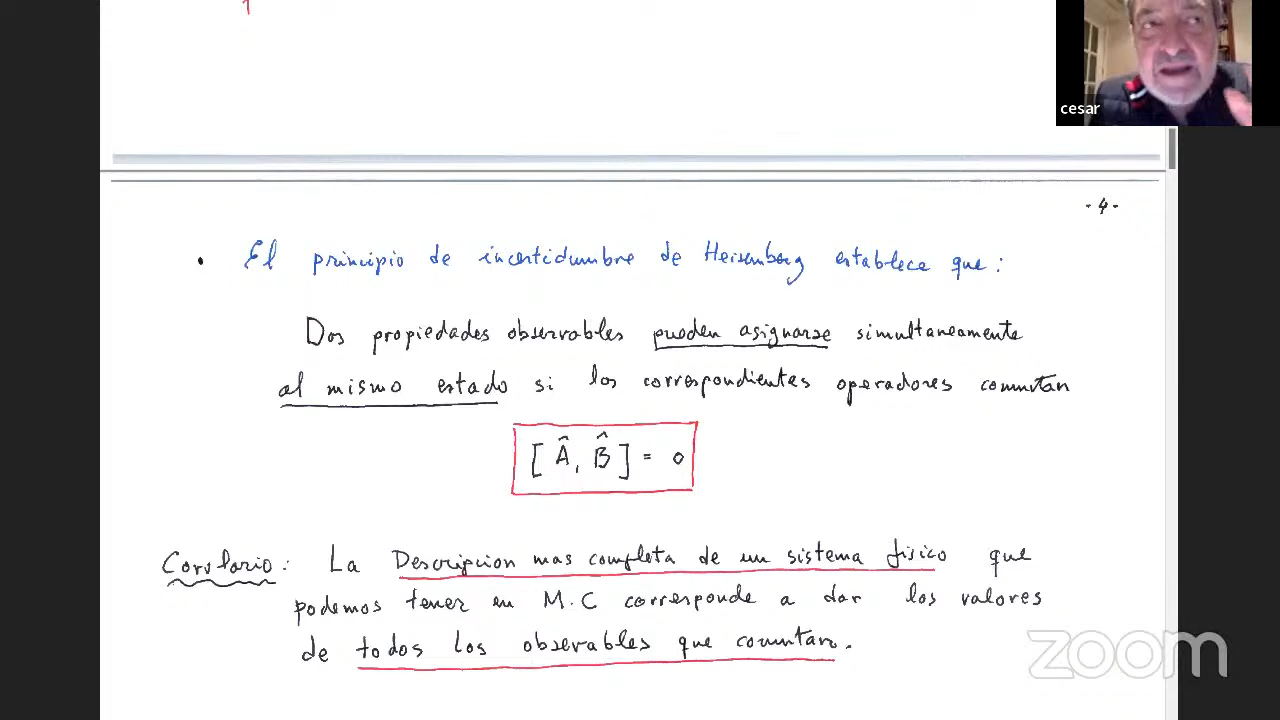 cesar
- 4 -
• El principio de incertidumbre de Heisenberg establece que:
Dos propiedades observables pueden asignarse simultaneamente
al mismo estado si los correspondientes operadores conmutan
[Â, B̂] = 0
Corolario: La Descripcion mas completa de un sistema fisico que
podemos tener en M.C corresponde a dar los valores
de todos los observables que conmutan.
zoom